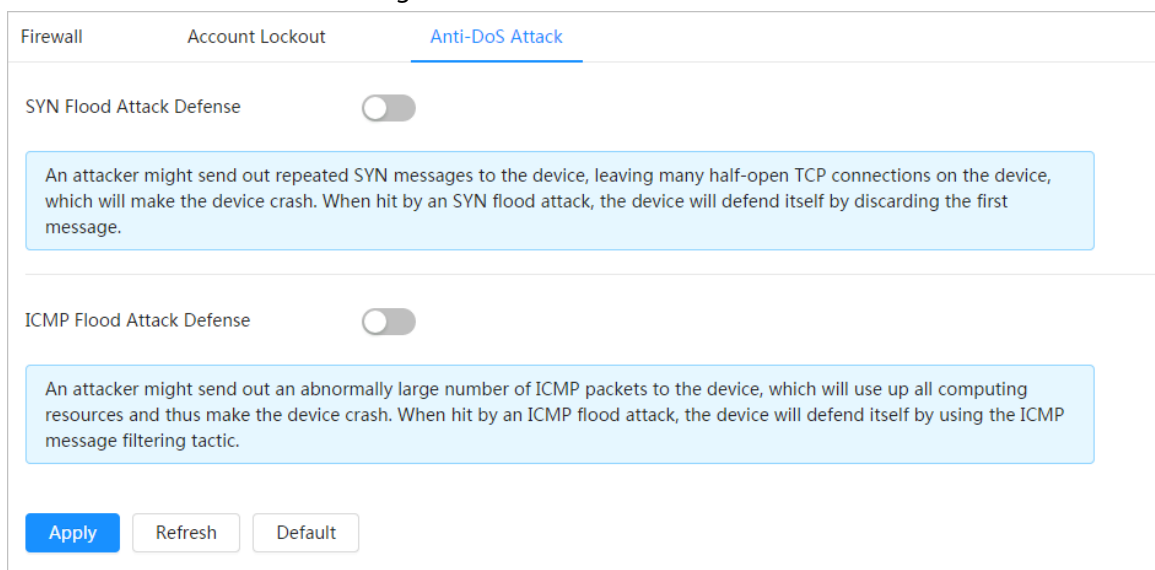 Firewall Account Lockout Anti-DoS Attack
SYN Flood Attack Defense
An attacker might send out repeated SYN messages to the device, leaving many half-open TCP connections on the device,
which will make the device crash. When hit by an SYN flood attack, the device will defend itself by discarding the first
message.
ICMP Flood Attack Defense
An attacker might send out an abnormally large number of ICMP packets to the device, which will use up all computing
resources and thus make the device crash. When hit by an ICMP flood attack, the device will defend itself by using the ICMP
message filtering tactic.
Apply Refresh Default